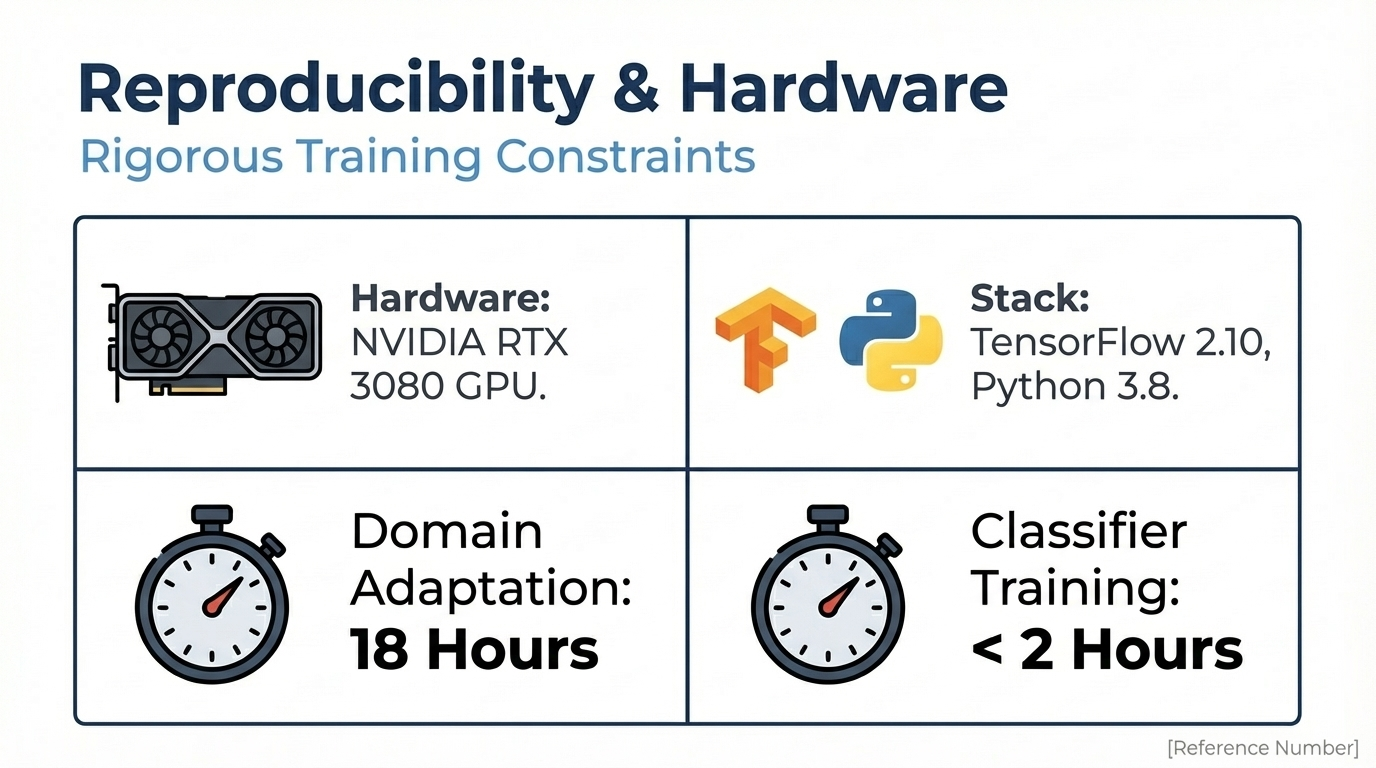 Reproducibility & Hardware
Rigorous Training Constraints
Hardware:
NVIDIA RTX
3080 GPU.
Stack:
TensorFlow 2.10,
Python 3.8.
Domain
Adaptation:
18 Hours
Classifier
Training:
< 2 Hours
[Reference Number]